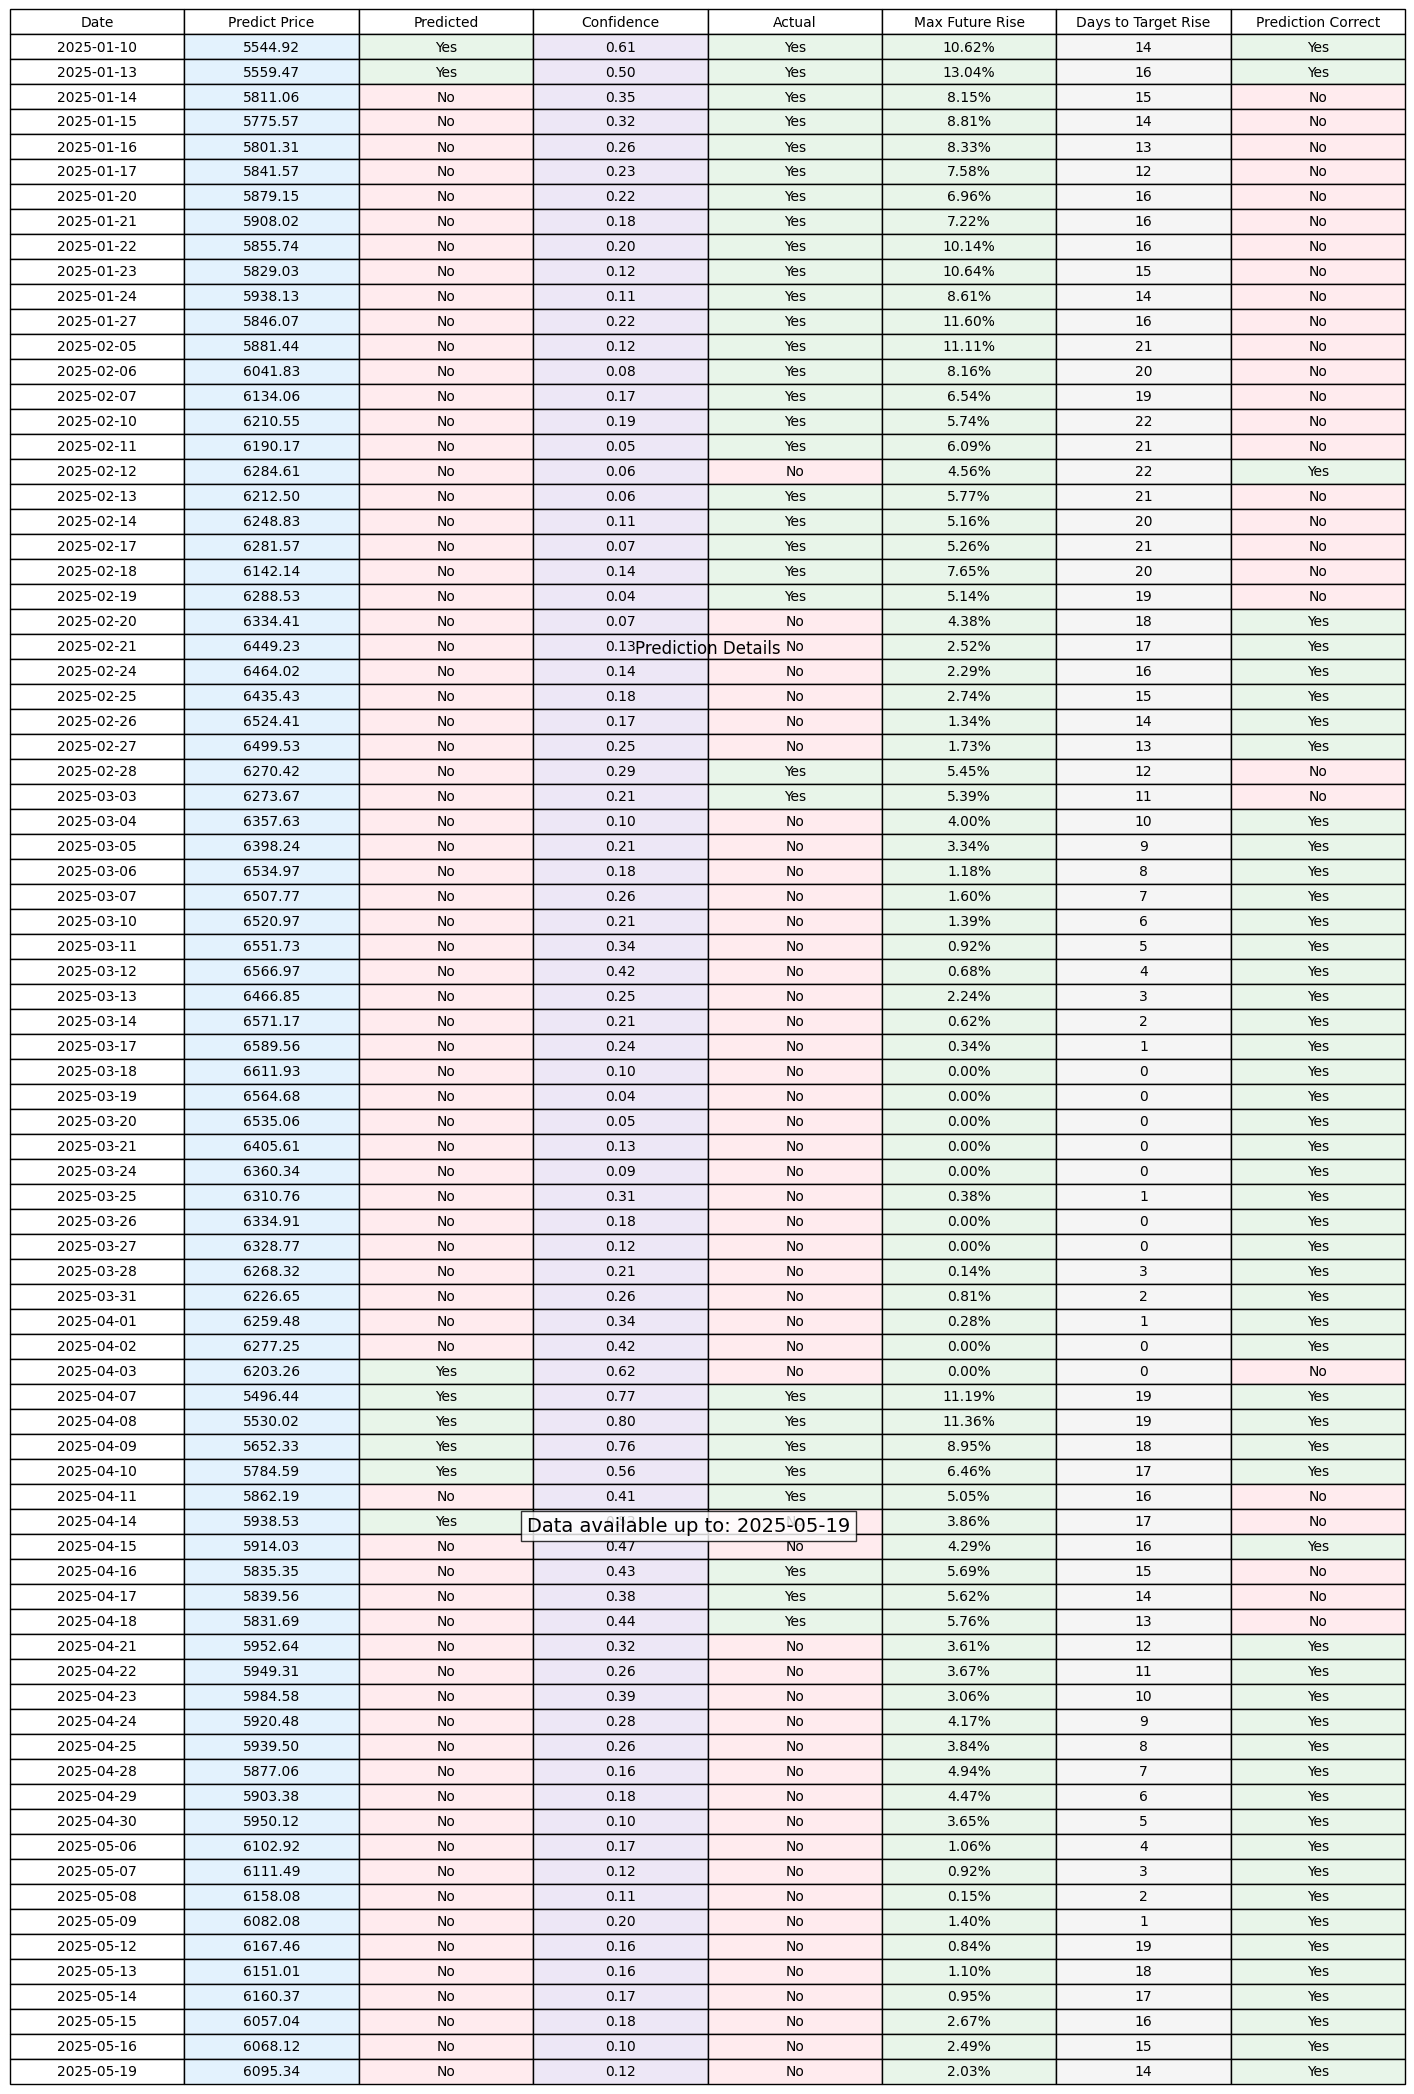 Date Predict Price Predicted Confidence Actual Max Future Rise Days to Target Rise Prediction Correct
2025-01-10 5544.92 Yes 0.61 Yes 10.62% 14 Yes
2025-01-13 5559.47 Yes 0.50 Yes 13.04% 16 Yes
2025-01-14 5811.06 No 0.35 Yes 8.15% 15 No
2025-01-15 5775.57 No 0.32 Yes 8.81% 14 No
2025-01-16 5801.31 No 0.26 Yes 8.33% 13 No
2025-01-17 5841.57 No 0.23 Yes 7.58% 12 No
2025-01-20 5879.15 No 0.22 Yes 6.96% 16 No
2025-01-21 5908.02 No 0.18 Yes 7.22% 16 No
2025-01-22 5855.74 No 0.20 Yes 10.14% 16 No
2025-01-23 5829.03 No 0.12 Yes 10.64% 15 No
2025-01-24 5938.13 No 0.11 Yes 8.61% 14 No
2025-01-27 5846.07 No 0.22 Yes 11.60% 16 No
2025-02-05 5881.44 No 0.12 Yes 11.11% 21 No
2025-02-06 6041.83 No 0.08 Yes 8.16% 20 No
2025-02-07 6134.06 No 0.17 Yes 6.54% 19 No
2025-02-10 6210.55 No 0.19 Yes 5.74% 22 No
2025-02-11 6190.17 No 0.05 Yes 6.09% 21 No
2025-02-12 6284.61 No 0.06 No 4.56% 22 Yes
2025-02-13 6212.50 No 0.06 Yes 5.77% 21 No
2025-02-14 6248.83 No 0.11 Yes 5.16% 20 No
2025-02-17 6281.57 No 0.07 Yes 5.26% 21 No
2025-02-18 6142.14 No 0.14 Yes 7.65% 20 No
2025-02-19 6288.53 No 0.04 Yes 5.14% 19 No
2025-02-20 6334.41 No 0.07 No 4.38% 18 Yes
2025-02-21 6449.23 No 0.13 No 2.52% 17 Yes
Prediction Details
2025-02-24 6464.02 No 0.14 No 2.29% 16 Yes
2025-02-25 6435.43 No 0.18 No 2.74% 15 Yes
2025-02-26 6524.41 No 0.17 No 1.34% 14 Yes
2025-02-27 6499.53 No 0.25 No 1.73% 13 Yes
2025-02-28 6270.42 No 0.29 Yes 5.45% 12 No
2025-03-03 6273.67 No 0.21 Yes 5.39% 11 No
2025-03-04 6357.63 No 0.10 No 4.00% 10 Yes
2025-03-05 6398.24 No 0.21 No 3.34% 9 Yes
2025-03-06 6534.97 No 0.18 No 1.18% 8 Yes
2025-03-07 6507.77 No 0.26 No 1.60% 7 Yes
2025-03-10 6520.97 No 0.21 No 1.39% 6 Yes
2025-03-11 6551.73 No 0.34 No 0.92% 5 Yes
2025-03-12 6566.97 No 0.42 No 0.68% 4 Yes
2025-03-13 6466.85 No 0.25 No 2.24% 3 Yes
2025-03-14 6571.17 No 0.21 No 0.62% 2 Yes
2025-03-17 6589.56 No 0.24 No 0.34% 1 Yes
2025-03-18 6611.93 No 0.10 No 0.00% 0 Yes
2025-03-19 6564.68 No 0.04 No 0.00% 0 Yes
2025-03-20 6535.06 No 0.05 No 0.00% 0 Yes
2025-03-21 6405.61 No 0.13 No 0.00% 0 Yes
2025-03-24 6360.34 No 0.09 No 0.00% 0 Yes
2025-03-25 6310.76 No 0.31 No 0.38% 1 Yes
2025-03-26 6334.91 No 0.18 No 0.00% 0 Yes
2025-03-27 6328.77 No 0.12 No 0.00% 0 Yes
2025-03-28 6268.32 No 0.21 No 0.14% 3 Yes
2025-03-31 6226.65 No 0.26 No 0.81% 2 Yes
2025-04-01 6259.48 No 0.34 No 0.28% 1 Yes
2025-04-02 6277.25 No 0.42 No 0.00% 0 Yes
2025-04-03 6203.26 Yes 0.62 No 0.00% 0 No
2025-04-07 5496.44 Yes 0.77 Yes 11.19% 19 Yes
2025-04-08 5530.02 Yes 0.80 Yes 11.36% 19 Yes
2025-04-09 5652.33 Yes 0.76 Yes 8.95% 18 Yes
2025-04-10 5784.59 Yes 0.56 Yes 6.46% 17 Yes
2025-04-11 5862.19 No 0.41 Yes 5.05% 16 No
2025-04-14 5938.53 Yes 3.86% 17 No
Data available up to: 2025-05-19
2025-04-15 5914.03 No 0.47 No 4.29% 16 Yes
2025-04-16 5835.35 No 0.43 Yes 5.69% 15 No
2025-04-17 5839.56 No 0.38 Yes 5.62% 14 No
2025-04-18 5831.69 No 0.44 Yes 5.76% 13 No
2025-04-21 5952.64 No 0.32 No 3.61% 12 Yes
2025-04-22 5949.31 No 0.26 No 3.67% 11 Yes
2025-04-23 5984.58 No 0.39 No 3.06% 10 Yes
2025-04-24 5920.48 No 0.28 No 4.17% 9 Yes
2025-04-25 5939.50 No 0.26 No 3.84% 8 Yes
2025-04-28 5877.06 No 0.16 No 4.94% 7 Yes
2025-04-29 5903.38 No 0.18 No 4.47% 6 Yes
2025-04-30 5950.12 No 0.10 No 3.65% 5 Yes
2025-05-06 6102.92 No 0.17 No 1.06% 4 Yes
2025-05-07 6111.49 No 0.12 No 0.92% 3 Yes
2025-05-08 6158.08 No 0.11 No 0.15% 2 Yes
2025-05-09 6082.08 No 0.20 No 1.40% 1 Yes
2025-05-12 6167.46 No 0.16 No 0.84% 19 Yes
2025-05-13 6151.01 No 0.16 No 1.10% 18 Yes
2025-05-14 6160.37 No 0.17 No 0.95% 17 Yes
2025-05-15 6057.04 No 0.18 No 2.67% 16 Yes
2025-05-16 6068.12 No 0.10 No 2.49% 15 Yes
2025-05-19 6095.34 No 0.12 No 2.03% 14 Yes